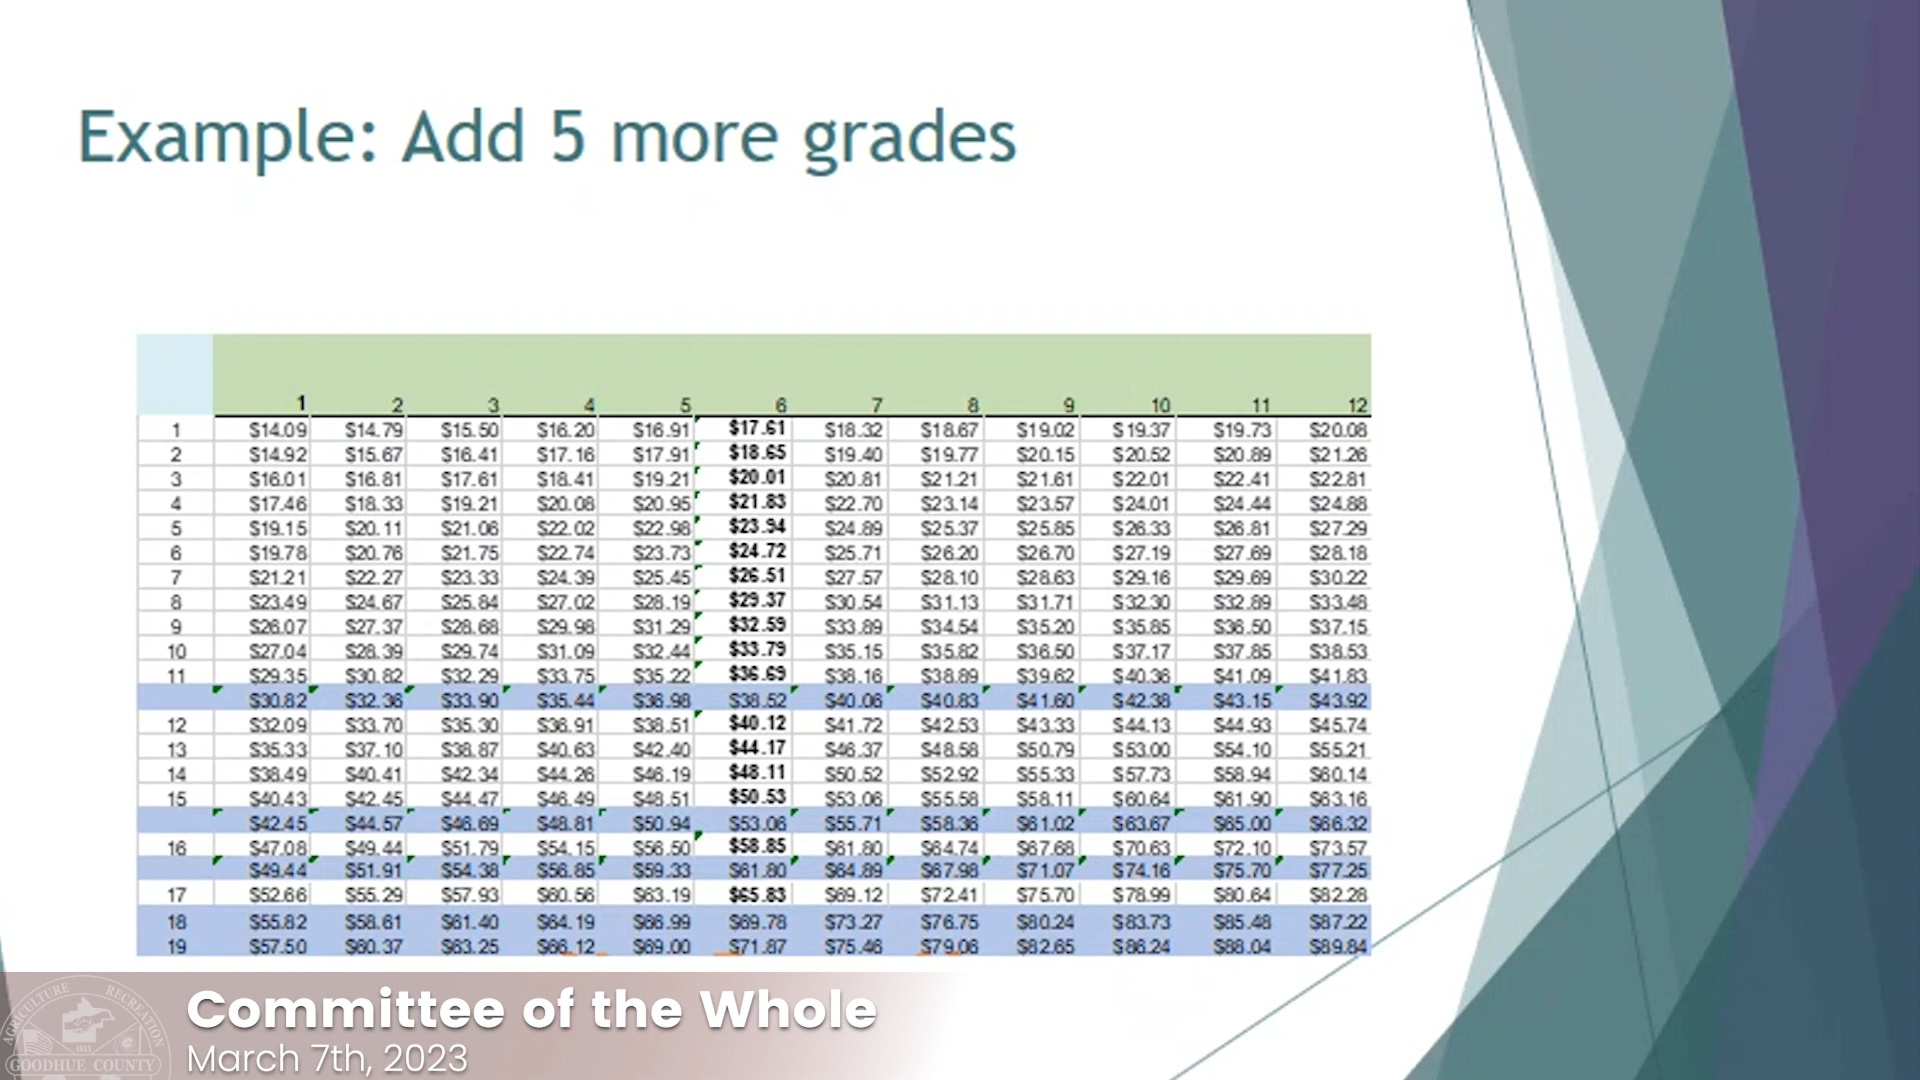 Example: Add 5 more grades
1 2 3 4 5 6 7 8 9 10 11 12
1 $14.09 $14.79 $15.50 $16.20 $16.91 $17.61 $18.32 $18.67 $19.02 $19.37 $19.73 $20.08
2 $14.92 $15.67 $16.41 $17.16 $17.91 $18.65 $19.40 $19.77 $20.15 $20.52 $20.89 $21.26
3 $16.01 $16.81 $17.61 $18.41 $19.21 $20.01 $20.81 $21.21 $21.61 $22.01 $22.41 $22.81
4 $17.46 $18.33 $19.21 $20.08 $20.95 $21.83 $22.70 $23.14 $23.57 $24.01 $24.44 $24.88
5 $19.15 $20.11 $21.06 $22.02 $22.98 $23.94 $24.89 $25.37 $25.85 $26.33 $26.81 $27.29
6 $19.78 $20.76 $21.75 $22.74 $23.73 $24.72 $25.71 $26.20 $26.70 $27.19 $27.69 $28.18
7 $21.21 $22.27 $23.33 $24.39 $25.45 $26.51 $27.57 $28.10 $28.63 $29.16 $29.69 $30.22
8 $23.49 $24.67 $25.84 $27.02 $28.19 $29.37 $30.54 $31.13 $31.71 $32.30 $32.89 $33.48
9 $26.07 $27.37 $28.68 $29.98 $31.29 $32.59 $33.89 $34.54 $35.20 $35.85 $36.50 $37.15
10 $27.04 $28.39 $29.74 $31.09 $32.44 $33.79 $35.15 $35.82 $36.50 $37.17 $37.85 $38.53
11 $29.35 $30.82 $32.29 $33.75 $35.22 $36.69 $38.16 $38.89 $39.62 $40.36 $41.09 $41.83
$30.82 $32.36 $33.90 $35.44 $36.98 $38.52 $40.06 $40.83 $41.60 $42.38 $43.15 $43.92
12 $32.09 $33.70 $35.30 $36.91 $38.51 $40.12 $41.72 $42.53 $43.33 $44.13 $44.93 $45.74
13 $35.33 $37.10 $38.87 $40.63 $42.40 $44.17 $46.37 $48.58 $50.79 $53.00 $54.10 $55.21
14 $38.49 $40.41 $42.34 $44.26 $46.19 $48.11 $50.52 $52.92 $55.33 $57.73 $58.94 $60.14
15 $40.43 $42.45 $44.47 $46.49 $48.51 $50.53 $53.06 $55.58 $58.11 $60.64 $61.90 $63.16
$42.45 $44.57 $46.69 $48.81 $50.94 $53.06 $55.71 $58.36 $61.02 $63.67 $65.00 $66.32
16 $47.08 $49.44 $51.79 $54.15 $56.50 $58.85 $61.80 $64.74 $67.68 $70.63 $72.10 $73.57
$49.44 $51.91 $54.38 $56.85 $59.33 $61.80 $64.89 $67.98 $71.07 $74.16 $75.70 $77.25
17 $52.66 $55.29 $57.93 $60.56 $63.19 $65.83 $69.12 $72.41 $75.70 $78.99 $80.64 $82.28
18 $55.82 $58.61 $61.40 $64.19 $66.99 $69.78 $73.27 $76.75 $80.24 $83.73 $85.48 $87.22
19 $57.50 $60.37 $63.25 $66.12 $69.00 $71.87 $75.46 $79.06 $82.65 $86.24 $88.04 $89.84
Committee of the Whole
March 7th, 2023
AGRICULTURE RECREATION
1853
GOODHUE COUNTY